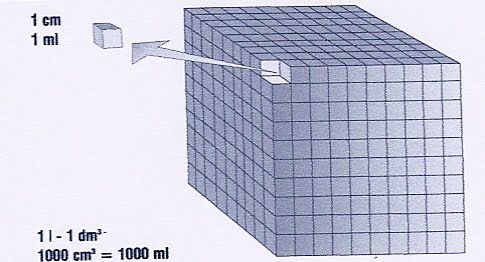 1 cm
1 ml
1 l - 1 dm³
1000 cm³ = 1000 ml